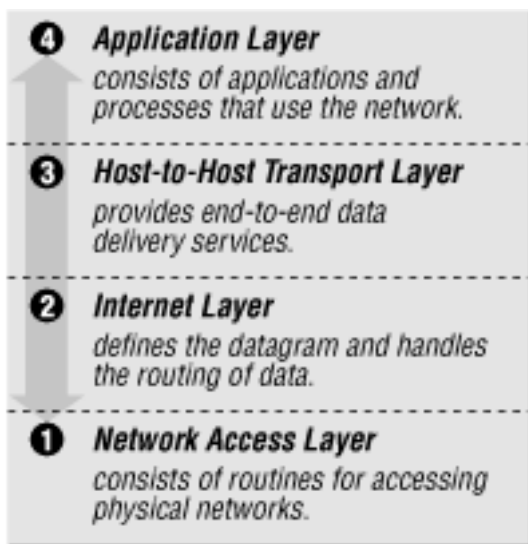 4 Application Layer
consists of applications and
processes that use the network.
3 Host-to-Host Transport Layer
provides end-to-end data
delivery services.
2 Internet Layer
defines the datagram and handles
the routing of data.
1 Network Access Layer
consists of routines for accessing
physical networks.